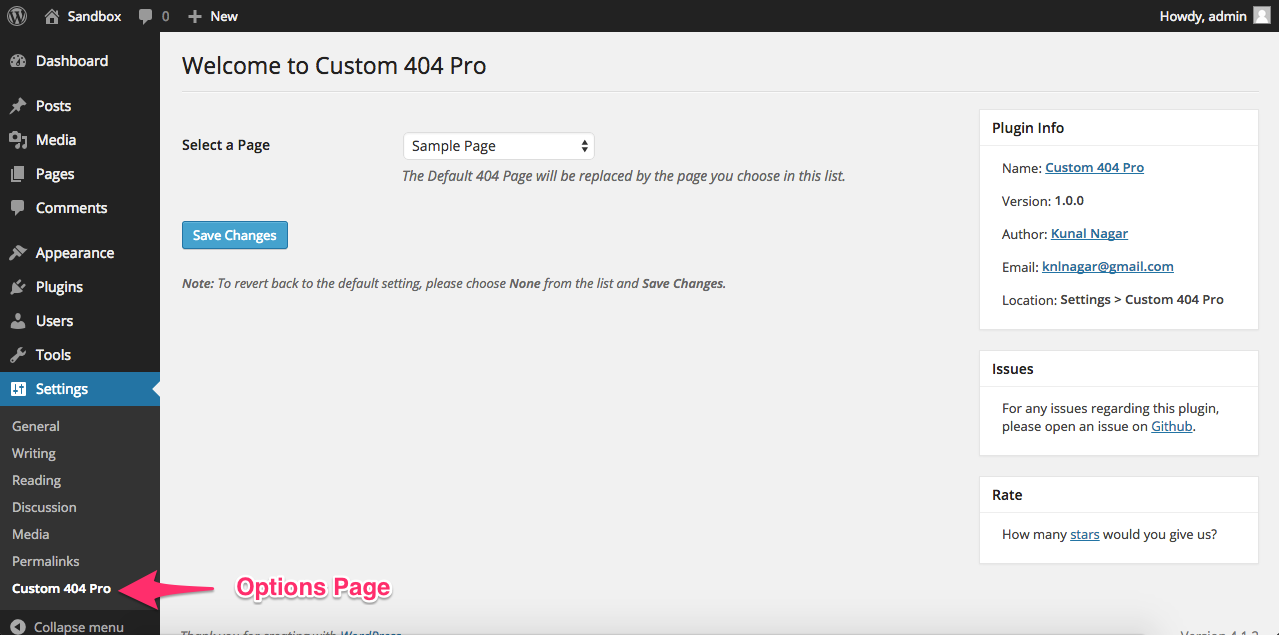 Sandbox 0 New Howdy, admin
Dashboard
Posts
Media
Pages
Comments
Appearance
Plugins
Users
Tools
Settings
General
Writing
Reading
Discussion
Media
Permalinks
Custom 404 Pro
Collapse menu
Options Page
Welcome to Custom 404 Pro
Select a Page
Sample Page
The Default 404 Page will be replaced by the page you choose in this list.
Save Changes
Note: To revert back to the default setting, please choose None from the list and Save Changes.
Plugin Info
Name: Custom 404 Pro
Version: 1.0.0
Author: Kunal Nagar
Email: knlnagar@gmail.com
Location: Settings > Custom 404 Pro
Issues
For any issues regarding this plugin,
please open an issue on Github.
Rate
How many stars would you give us?
Thank you for creating with WordPress.